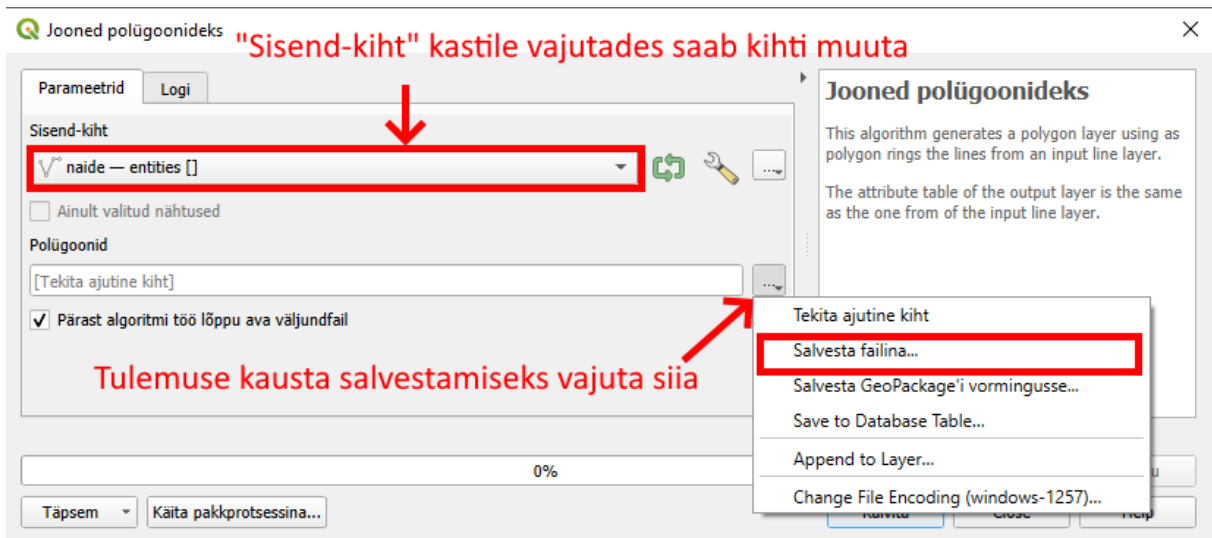 Jooned polügoonideks
"Sisend-kiht" kastile vajutades saab kihti muuta
Parameetrid
Logi
Sisend-kiht
naide — entities []
...
Ainult valitud nähtused
Polügoonid
[Tekita ajutine kiht]
...
Pärast algoritmi töö lõppu ava väljundfail
Tulemuse kausta salvestamiseks vajuta siia
Jooned polügoonideks
This algorithm generates a polygon layer using as
polygon rings the lines from an input line layer.
The attribute table of the output layer is the same
as the one from of the input line layer.
Tekita ajutine kiht
Salvesta failina...
Salvesta GeoPackage'i vormingusse...
Save to Database Table...
Append to Layer...
Change File Encoding (windows-1257)...
0%
Täpsem
Käita pakkprotsessina...
Käivita
Close
Help